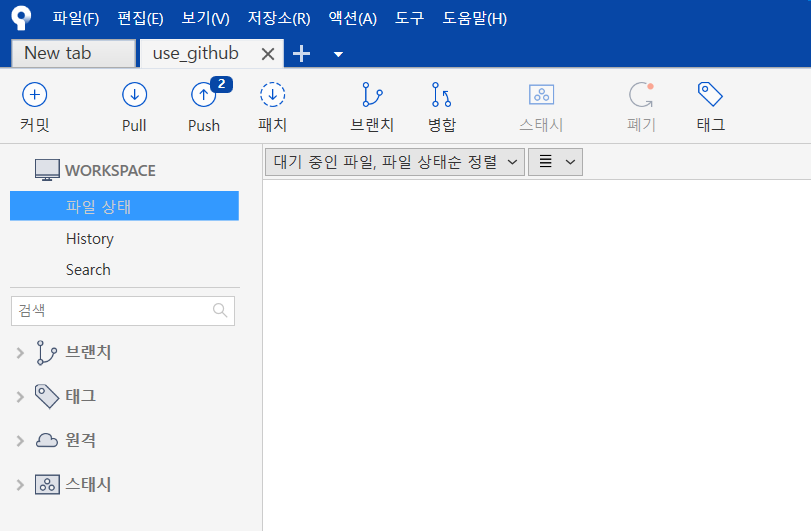 파일(F) 편집(E) 보기(V) 저장소(R) 액션(A) 도구 도움말(H)
New tab use_github
2
커밋 Pull Push 패치 브랜치 병합 스태시 폐기 태그
WORKSPACE
대기 중인 파일, 파일 상태순 정렬
파일 상태
History
Search
검색
브랜치
태그
원격
스태시